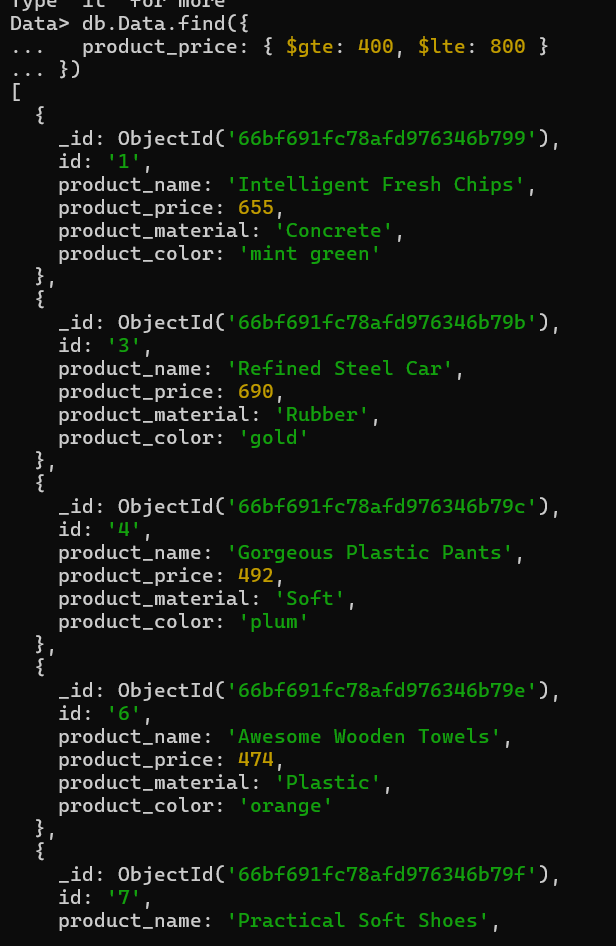 Type "it" for more
Data> db.Data.find({
...   product_price: { $gte: 400, $lte: 800 }
... })
[
  {
    _id: ObjectId('66bf691fc78afd976346b799'),
    id: '1',
    product_name: 'Intelligent Fresh Chips',
    product_price: 655,
    product_material: 'Concrete',
    product_color: 'mint green'
  },
  {
    _id: ObjectId('66bf691fc78afd976346b79b'),
    id: '3',
    product_name: 'Refined Steel Car',
    product_price: 690,
    product_material: 'Rubber',
    product_color: 'gold'
  },
  {
    _id: ObjectId('66bf691fc78afd976346b79c'),
    id: '4',
    product_name: 'Gorgeous Plastic Pants',
    product_price: 492,
    product_material: 'Soft',
    product_color: 'plum'
  },
  {
    _id: ObjectId('66bf691fc78afd976346b79e'),
    id: '6',
    product_name: 'Awesome Wooden Towels',
    product_price: 474,
    product_material: 'Plastic',
    product_color: 'orange'
  },
  {
    _id: ObjectId('66bf691fc78afd976346b79f'),
    id: '7',
    product_name: 'Practical Soft Shoes',